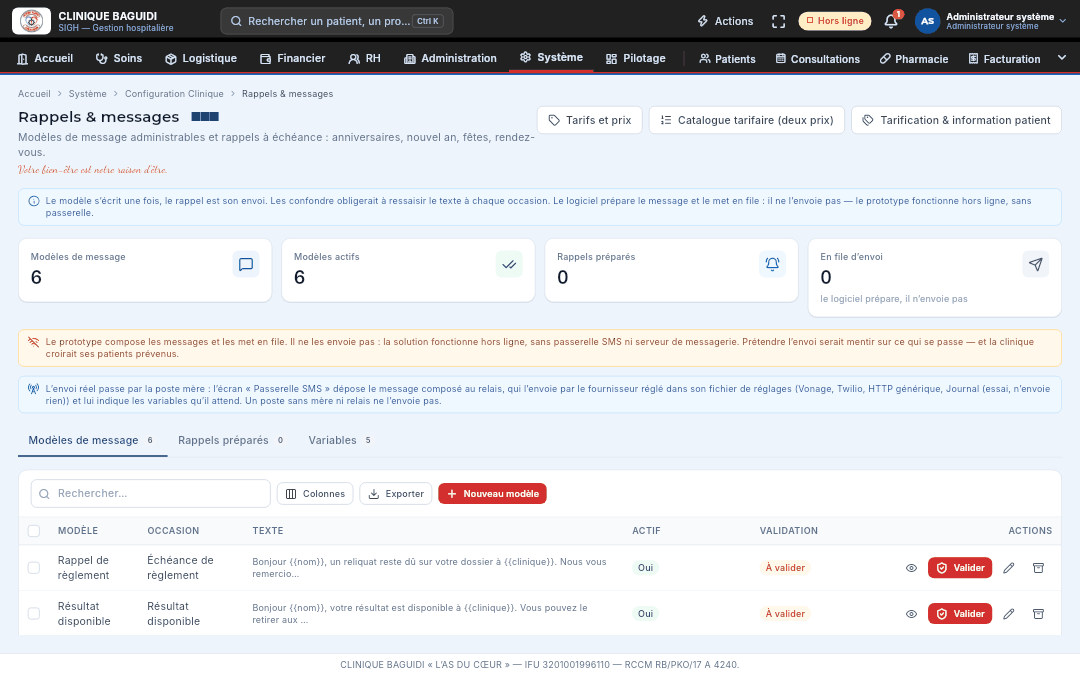 CLINIQUE BAGUIDI
SIGH — Gestion hospitalière
Rechercher un patient, un pro... Ctrl K
Actions
Hors ligne
1
AS
Administrateur système
Administrateur système
Accueil
Soins
Logistique
Financier
RH
Administration
Système
Pilotage
Patients
Consultations
Pharmacie
Facturation
Accueil > Système > Configuration Clinique > Rappels & messages
Rappels & messages
Modèles de message administrables et rappels à échéance : anniversaires, nouvel an, fêtes, rendez-
vous.
Votre bien-être est notre raison d'être.
Tarifs et prix
Catalogue tarifaire (deux prix)
Tarification & information patient
Le modèle s'écrit une fois, le rappel est son envoi. Les confondre obligerait à ressaisir le texte à chaque occasion. Le logiciel prépare le message et le met en file : il ne l'envoie pas — le prototype fonctionne hors ligne, sans
passerelle.
Modèles de message
6
Modèles actifs
6
Rappels préparés
0
En file d'envoi
0
le logiciel prépare, il n'envoie pas
Le prototype compose les messages et les met en file. Il ne les envoie pas : la solution fonctionne hors ligne, sans passerelle SMS ni serveur de messagerie. Prétendre l'envoi serait mentir sur ce qui se passe — et la clinique
croirait ses patients prévenus.
L'envoi réel passe par la poste mère : l'écran « Passerelle SMS » dépose le message composé au relais, qui l'envoie par le fournisseur réglé dans son fichier de réglages (Vonage, Twilio, HTTP générique, Journal (essai, n'envoie
rien)) et lui indique les variables qu'il attend. Un poste sans mère ni relais ne l'envoie pas.
Modèles de message 6
Rappels préparés 0
Variables 5
Rechercher...
Colonnes
Exporter
Nouveau modèle
MODÈLE OCCASION TEXTE ACTIF VALIDATION ACTIONS
Rappel de
règlement
Échéance de
règlement
Bonjour {{nom}}, un reliquat reste dû sur votre dossier à {{clinique}}. Nous vous
remercio...
Oui
À valider
Valider
Résultat
disponible
Résultat
disponible
Bonjour {{nom}}, votre résultat est disponible à {{clinique}}. Vous pouvez le
retirer aux ...
Oui
À valider
Valider
CLINIQUE BAGUIDI « L'AS DU CŒUR » — IFU 3201001996110 — RCCM RB/PKO/17 A 4240.